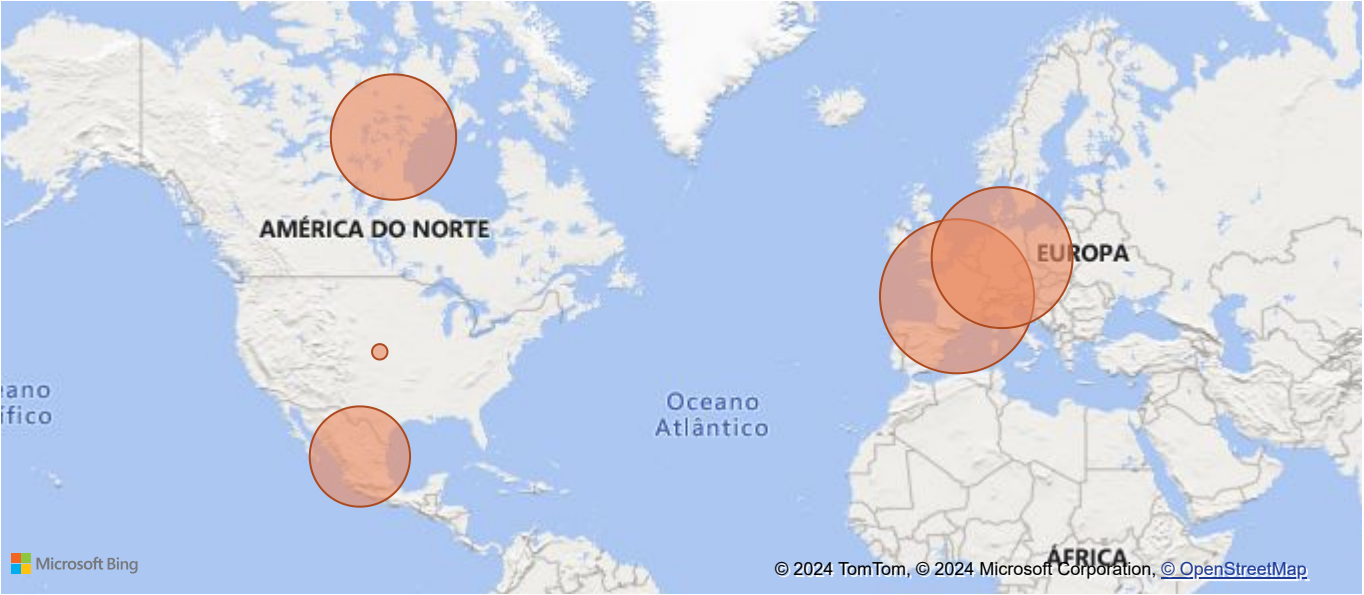 AMÉRICA DO NORTE
EUROPA
eano
ífico
Oceano
Atlântico
ÁFRICA
Microsoft Bing
© 2024 TomTom, © 2024 Microsoft Corporation, © OpenStreetMap